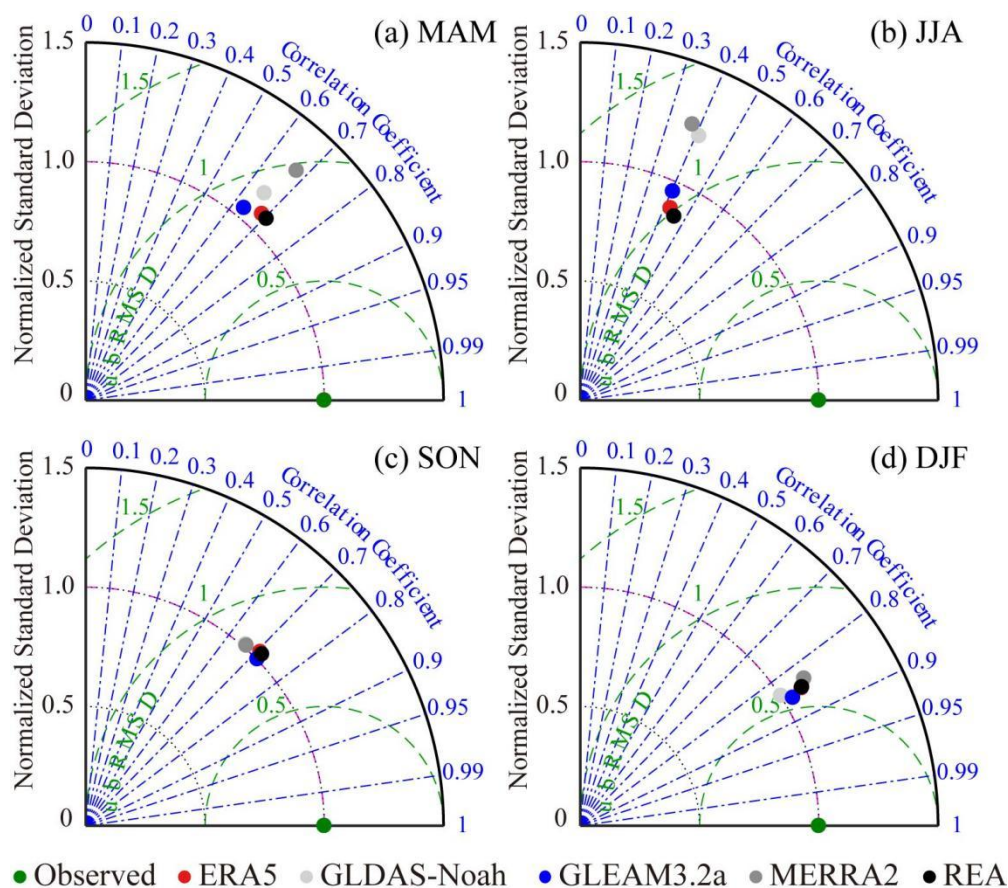 (a) MAM
0 0.1 0.2 0.3 0.4 0.5 0.6 0.7 0.8 0.9 0.95 0.99 1
Correlation Coefficient
Normalized Standard Deviation
1.5
1.0
0.5
0
1.5
1
0.5
ubRMSD
(b) JJA
0 0.1 0.2 0.3 0.4 0.5 0.6 0.7 0.8 0.9 0.95 0.99 1
Correlation Coefficient
Normalized Standard Deviation
1.5
1.0
0.5
0
1.5
1
0.5
ubRMSD
(c) SON
0 0.1 0.2 0.3 0.4 0.5 0.6 0.7 0.8 0.9 0.95 0.99 1
Correlation Coefficient
Normalized Standard Deviation
1.5
1.0
0.5
0
1.5
1
0.5
ubRMSD
(d) DJF
0 0.1 0.2 0.3 0.4 0.5 0.6 0.7 0.8 0.9 0.95 0.99 1
Correlation Coefficient
Normalized Standard Deviation
1.5
1.0
0.5
0
1.5
1
0.5
ubRMSD
Observed ERA5 GLDAS-Noah GLEAM3.2a MERRA2 REA